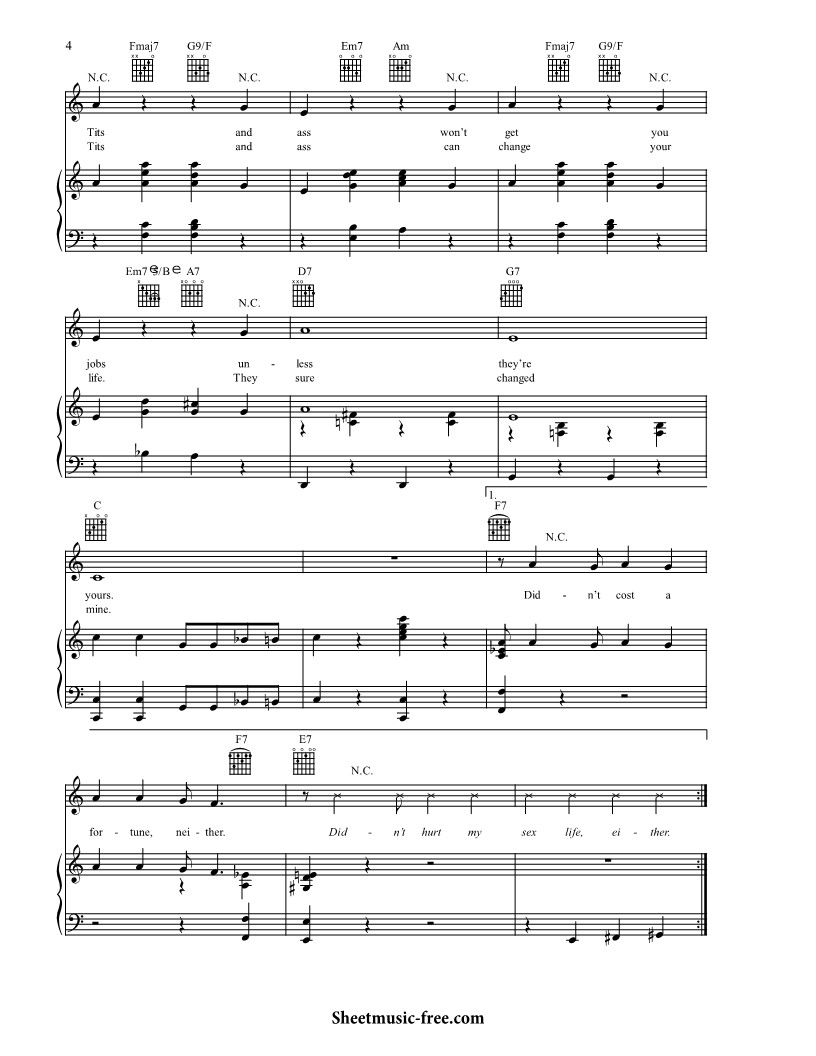 4
Fmaj7 G9/F Em7 Am Fmaj7 G9/F
N.C. N.C. N.C. N.C.
Tits and ass won't get you
Tits and ass can change your
Em7 A7 D7 G7
N.C.
jobs un - less they're
life. They sure changed
1.
C F7
N.C.
yours. Did - n't cost a
mine.
F7 E7
N.C.
for - tune, nei - ther. Did - n't hurt my sex life, ei - ther.
Sheetmusic-free.com